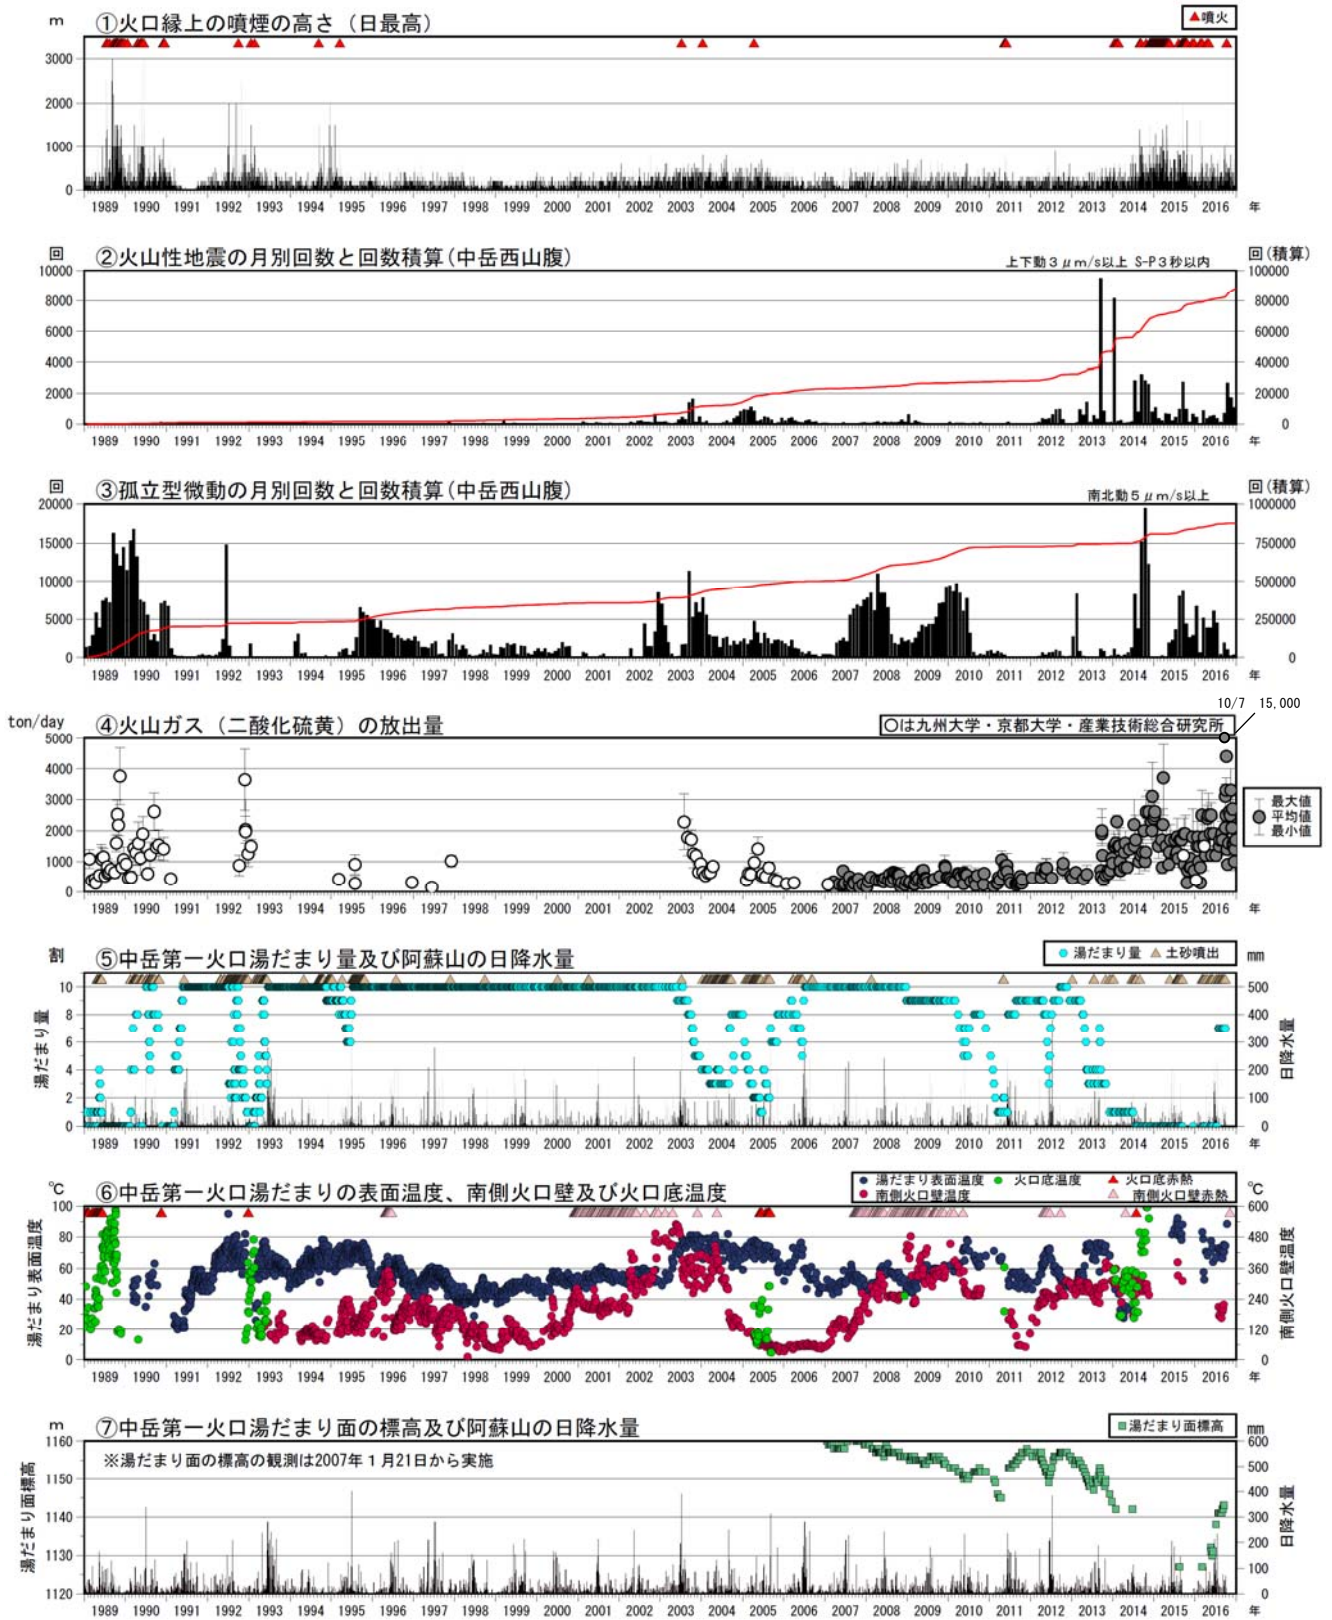 m ①火口縁上の噴煙の高さ（日最高） ▲噴火
3000
2000
1000
0
1989 1990 1991 1992 1993 1994 1995 1996 1997 1998 1999 2000 2001 2002 2003 2004 2005 2006 2007 2008 2009 2010 2011 2012 2013 2014 2015 2016 年
回 ②火山性地震の月別回数と回数積算(中岳西山腹) 上下動３μm/s以上 S-P３秒以内 回(積算)
10000 100000
8000 80000
6000 60000
4000 40000
2000 20000
0 0
1989 1990 1991 1992 1993 1994 1995 1996 1997 1998 1999 2000 2001 2002 2003 2004 2005 2006 2007 2008 2009 2010 2011 2012 2013 2014 2015 2016 年
回 ③孤立型微動の月別回数と回数積算(中岳西山腹) 南北動５μm/s以上 回(積算)
20000 1000000
15000 750000
10000 500000
5000 250000
0 0
1989 1990 1991 1992 1993 1994 1995 1996 1997 1998 1999 2000 2001 2002 2003 2004 2005 2006 2007 2008 2009 2010 2011 2012 2013 2014 2015 2016 年
10/7 15,000
ton/day ④火山ガス（二酸化硫黄）の放出量 ○は九州大学・京都大学・産業技術総合研究所
5000
4000
3000
2000
1000
0
最大値
平均値
最小値
1989 1990 1991 1992 1993 1994 1995 1996 1997 1998 1999 2000 2001 2002 2003 2004 2005 2006 2007 2008 2009 2010 2011 2012 2013 2014 2015 2016 年
割 ⑤中岳第一火口湯だまり量及び阿蘇山の日降水量 湯だまり量 ▲土砂噴出 mm
10 500
8 400
6 300
4 200
2 100
0 0
湯だまり量
日降水量
1989 1990 1991 1992 1993 1994 1995 1996 1997 1998 1999 2000 2001 2002 2003 2004 2005 2006 2007 2008 2009 2010 2011 2012 2013 2014 2015 2016 年
℃ ⑥中岳第一火口湯だまりの表面温度、南側火口壁及び火口底温度 ●湯だまり表面温度 ●火口底温度 ▲火口底赤熱 ℃
●南側火口壁温度 △南側火口壁赤熱
100 600
80 480
60 360
40 240
20 120
0 0
湯だまり表面温度
南側火口壁温度
1989 1990 1991 1992 1993 1994 1995 1996 1997 1998 1999 2000 2001 2002 2003 2004 2005 2006 2007 2008 2009 2010 2011 2012 2013 2014 2015 2016 年
m ⑦中岳第一火口湯だまり面の標高及び阿蘇山の日降水量 ■湯だまり面標高 mm
※湯だまり面の標高の観測は2007年１月21日から実施
1160 600
500
1150
400
1140 300
200
1130
100
1120 0
湯だまり面標高
日降水量
1989 1990 1991 1992 1993 1994 1995 1996 1997 1998 1999 2000 2001 2002 2003 2004 2005 2006 2007 2008 2009 2010 2011 2012 2013 2014 2015 2016 年